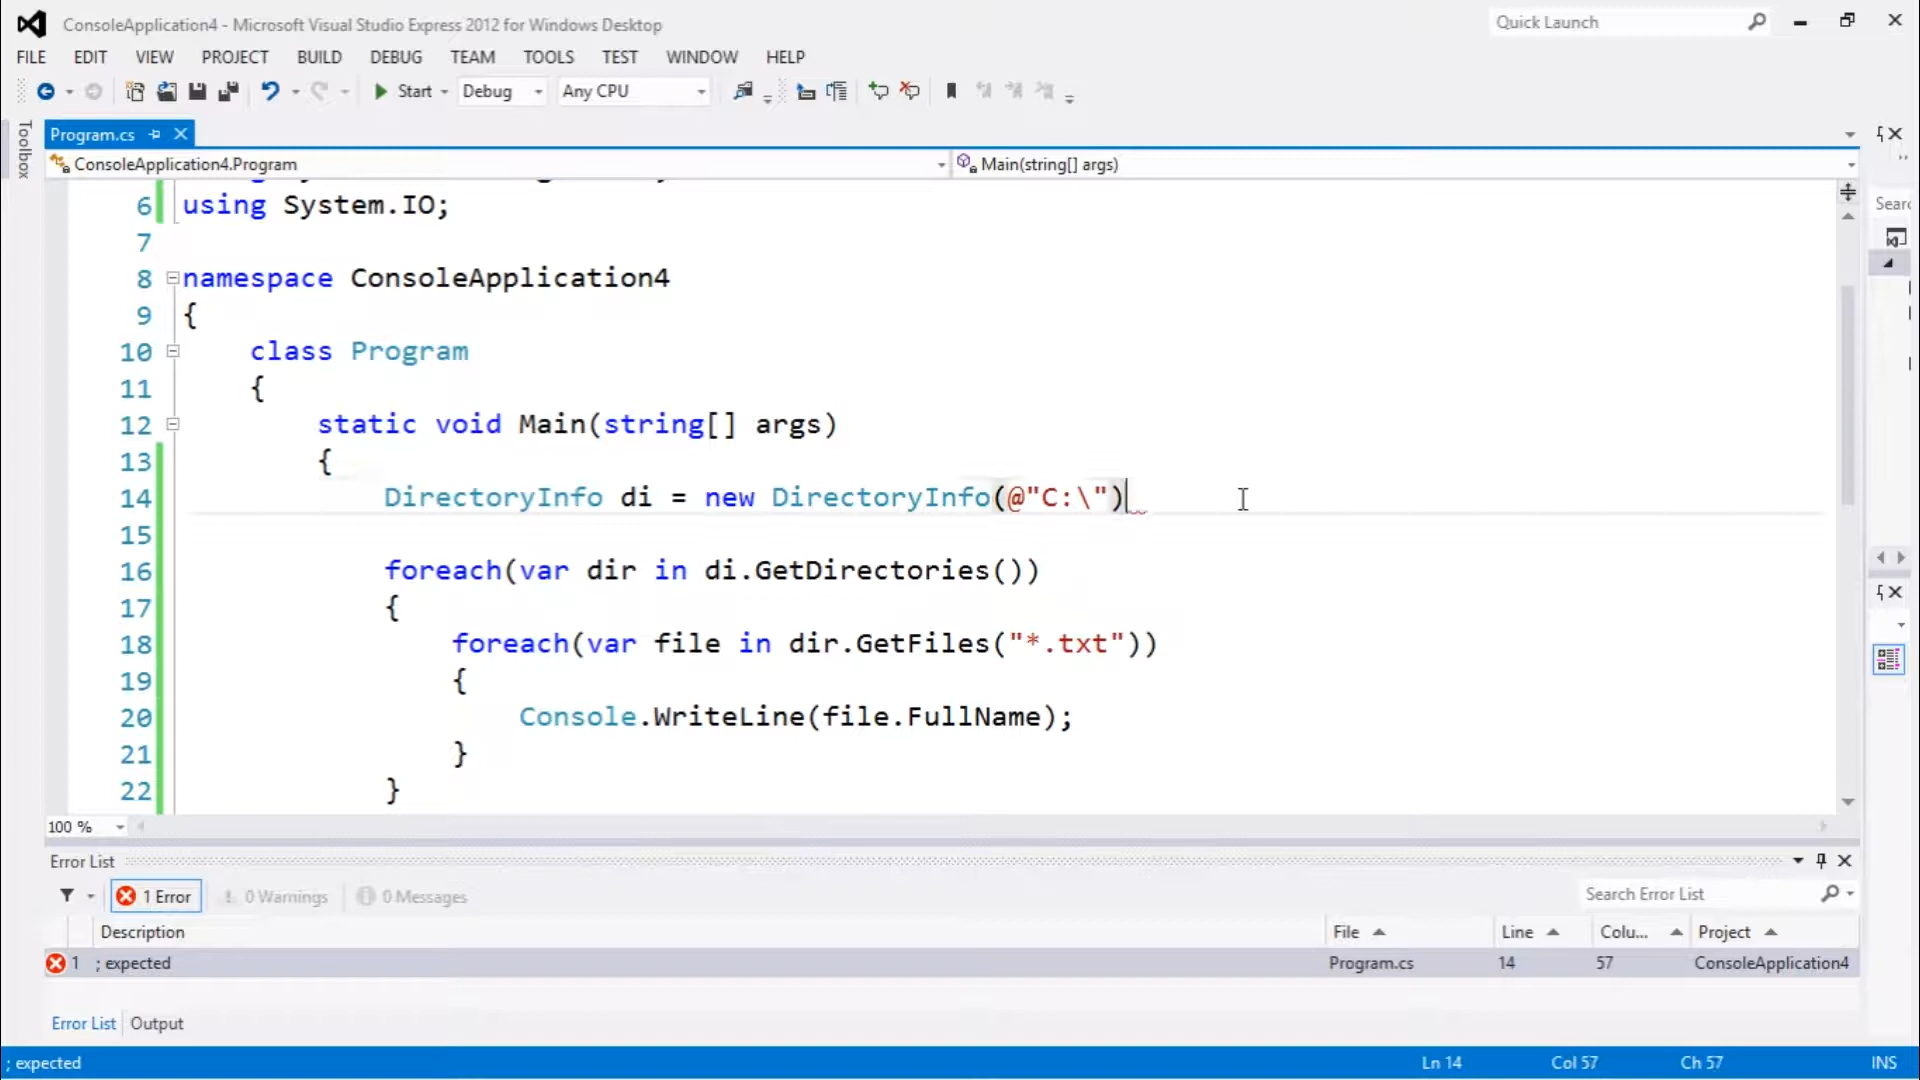 ConsoleApplication4 - Microsoft Visual Studio Express 2012 for Windows Desktop
Quick Launch
FILE EDIT VIEW PROJECT BUILD DEBUG TEAM TOOLS TEST WINDOW HELP
Start Debug Any CPU
Toolbox
Program.cs
ConsoleApplication4.Program
Main(string[] args)
6 using System.IO;
7
8 namespace ConsoleApplication4
9 {
10 class Program
11 {
12 static void Main(string[] args)
13 {
14 DirectoryInfo di = new DirectoryInfo(@"C:\")
15
16 foreach(var dir in di.GetDirectories())
17 {
18 foreach(var file in dir.GetFiles("*.txt"))
19 {
20 Console.WriteLine(file.FullName);
21 }
22 }
100 %
Error List
1 Error 0 Warnings 0 Messages
Search Error List
Description File Line Colu... Project
1 ; expected Program.cs 14 57 ConsoleApplication4
Error List Output
; expected Ln 14 Col 57 Ch 57 INS